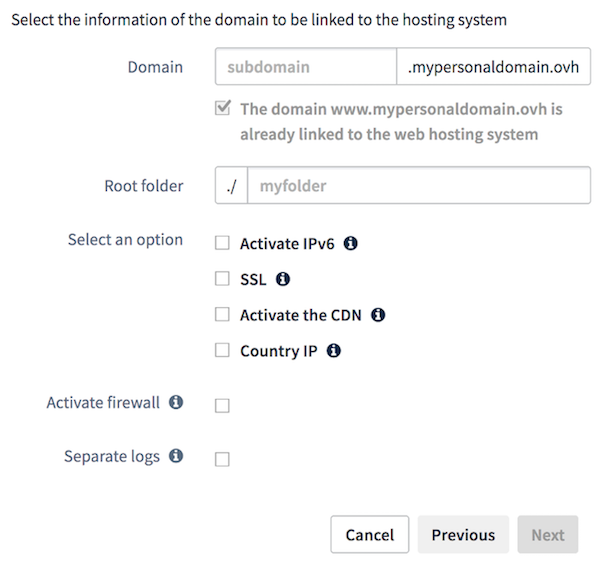 Select the information of the domain to be linked to the hosting system
Domain subdomain .mypersonaldomain.ovh
The domain www.mypersonaldomain.ovh is
already linked to the web hosting system
Root folder ./ myfolder
Select an option Activate IPv6
SSL
Activate the CDN
Country IP
Activate firewall
Separate logs
Cancel Previous Next